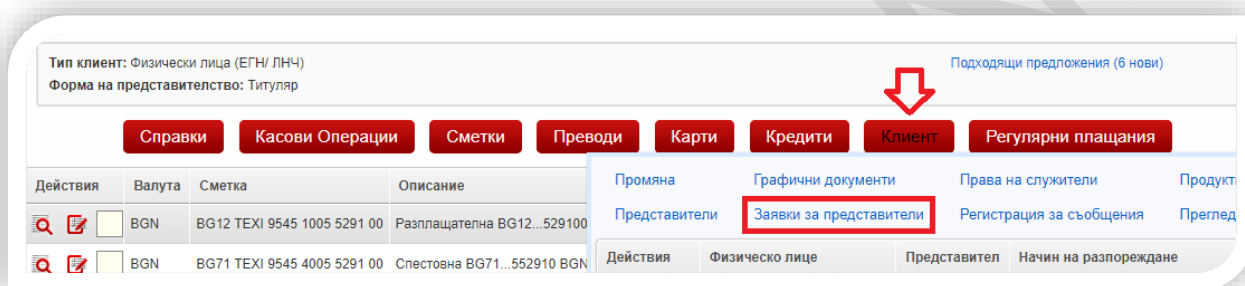 Тип клиент: Физически лица (ЕГН/ ЛНЧ)
Подходящи предложения (6 нови)
Форма на представителство: Титуляр
Справки Касови Операции Сметки Преводи Карти Кредити Клиент Регулярни плащания
Действия Валута Сметка Описание
Промяна Графични документи Права на служители
Представители Заявки за представители Регистрация за съобщения Преглед
BGN BG12 TEXI 9545 1005 5291 00 Разплащателна BG12...529100
Действия Физическо лице Представител Начин на разпореждане
BGN BG71 TEXI 9545 4005 5291 00 Спестовна BG71...552910 BGN